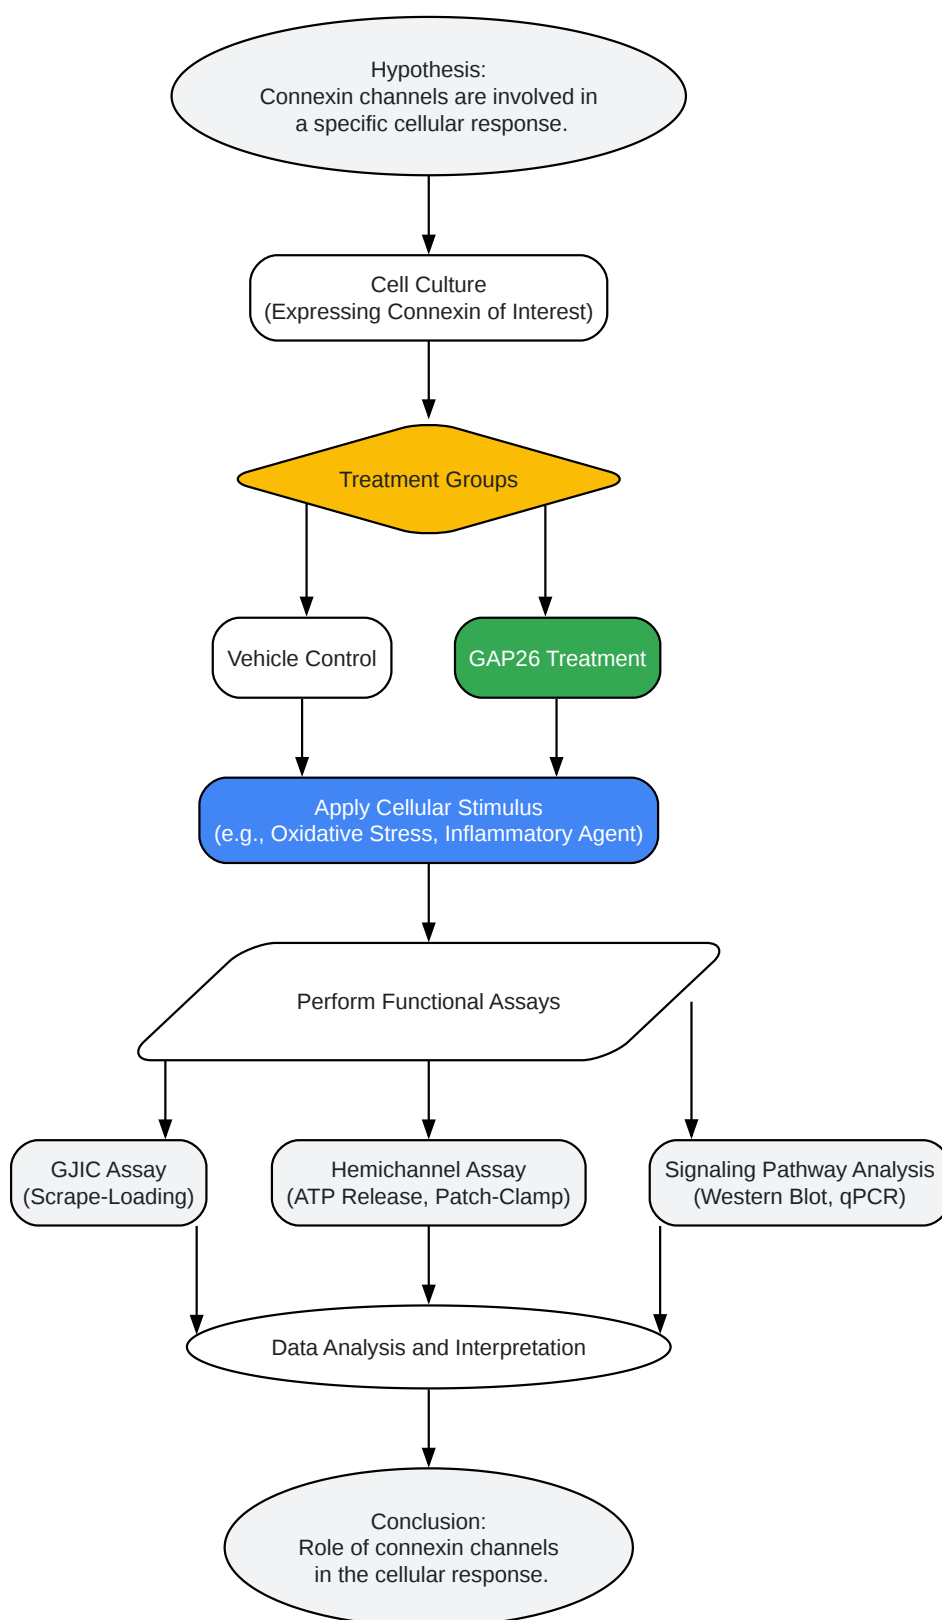 Hypothesis:
Connexin channels are involved in
a specific cellular response.
Cell Culture
(Expressing Connexin of Interest)
Treatment Groups
Vehicle Control
GAP26 Treatment
Apply Cellular Stimulus
(e.g., Oxidative Stress, Inflammatory Agent)
Perform Functional Assays
GJIC Assay
(Scrape-Loading)
Hemichannel Assay
(ATP Release, Patch-Clamp)
Signaling Pathway Analysis
(Western Blot, qPCR)
Data Analysis and Interpretation
Conclusion:
Role of connexin channels
in the cellular response.